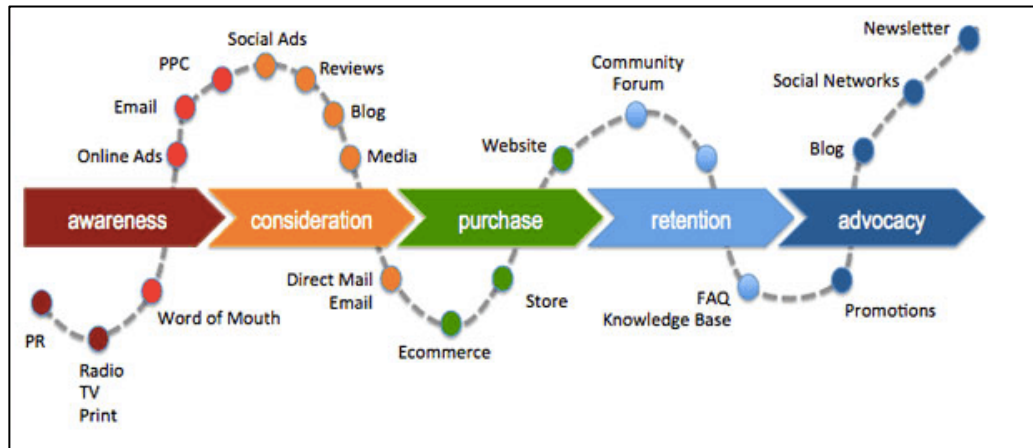 Newsletter
Social Ads
PPC
Reviews
Community
Forum
Social Networks
Email
Blog
Online Ads
Media
Website
Blog
awareness
consideration
purchase
retention
advocacy
Direct Mail
Email
Store
FAQ
Knowledge Base
Promotions
Word of Mouth
PR
Ecommerce
Radio
TV
Print